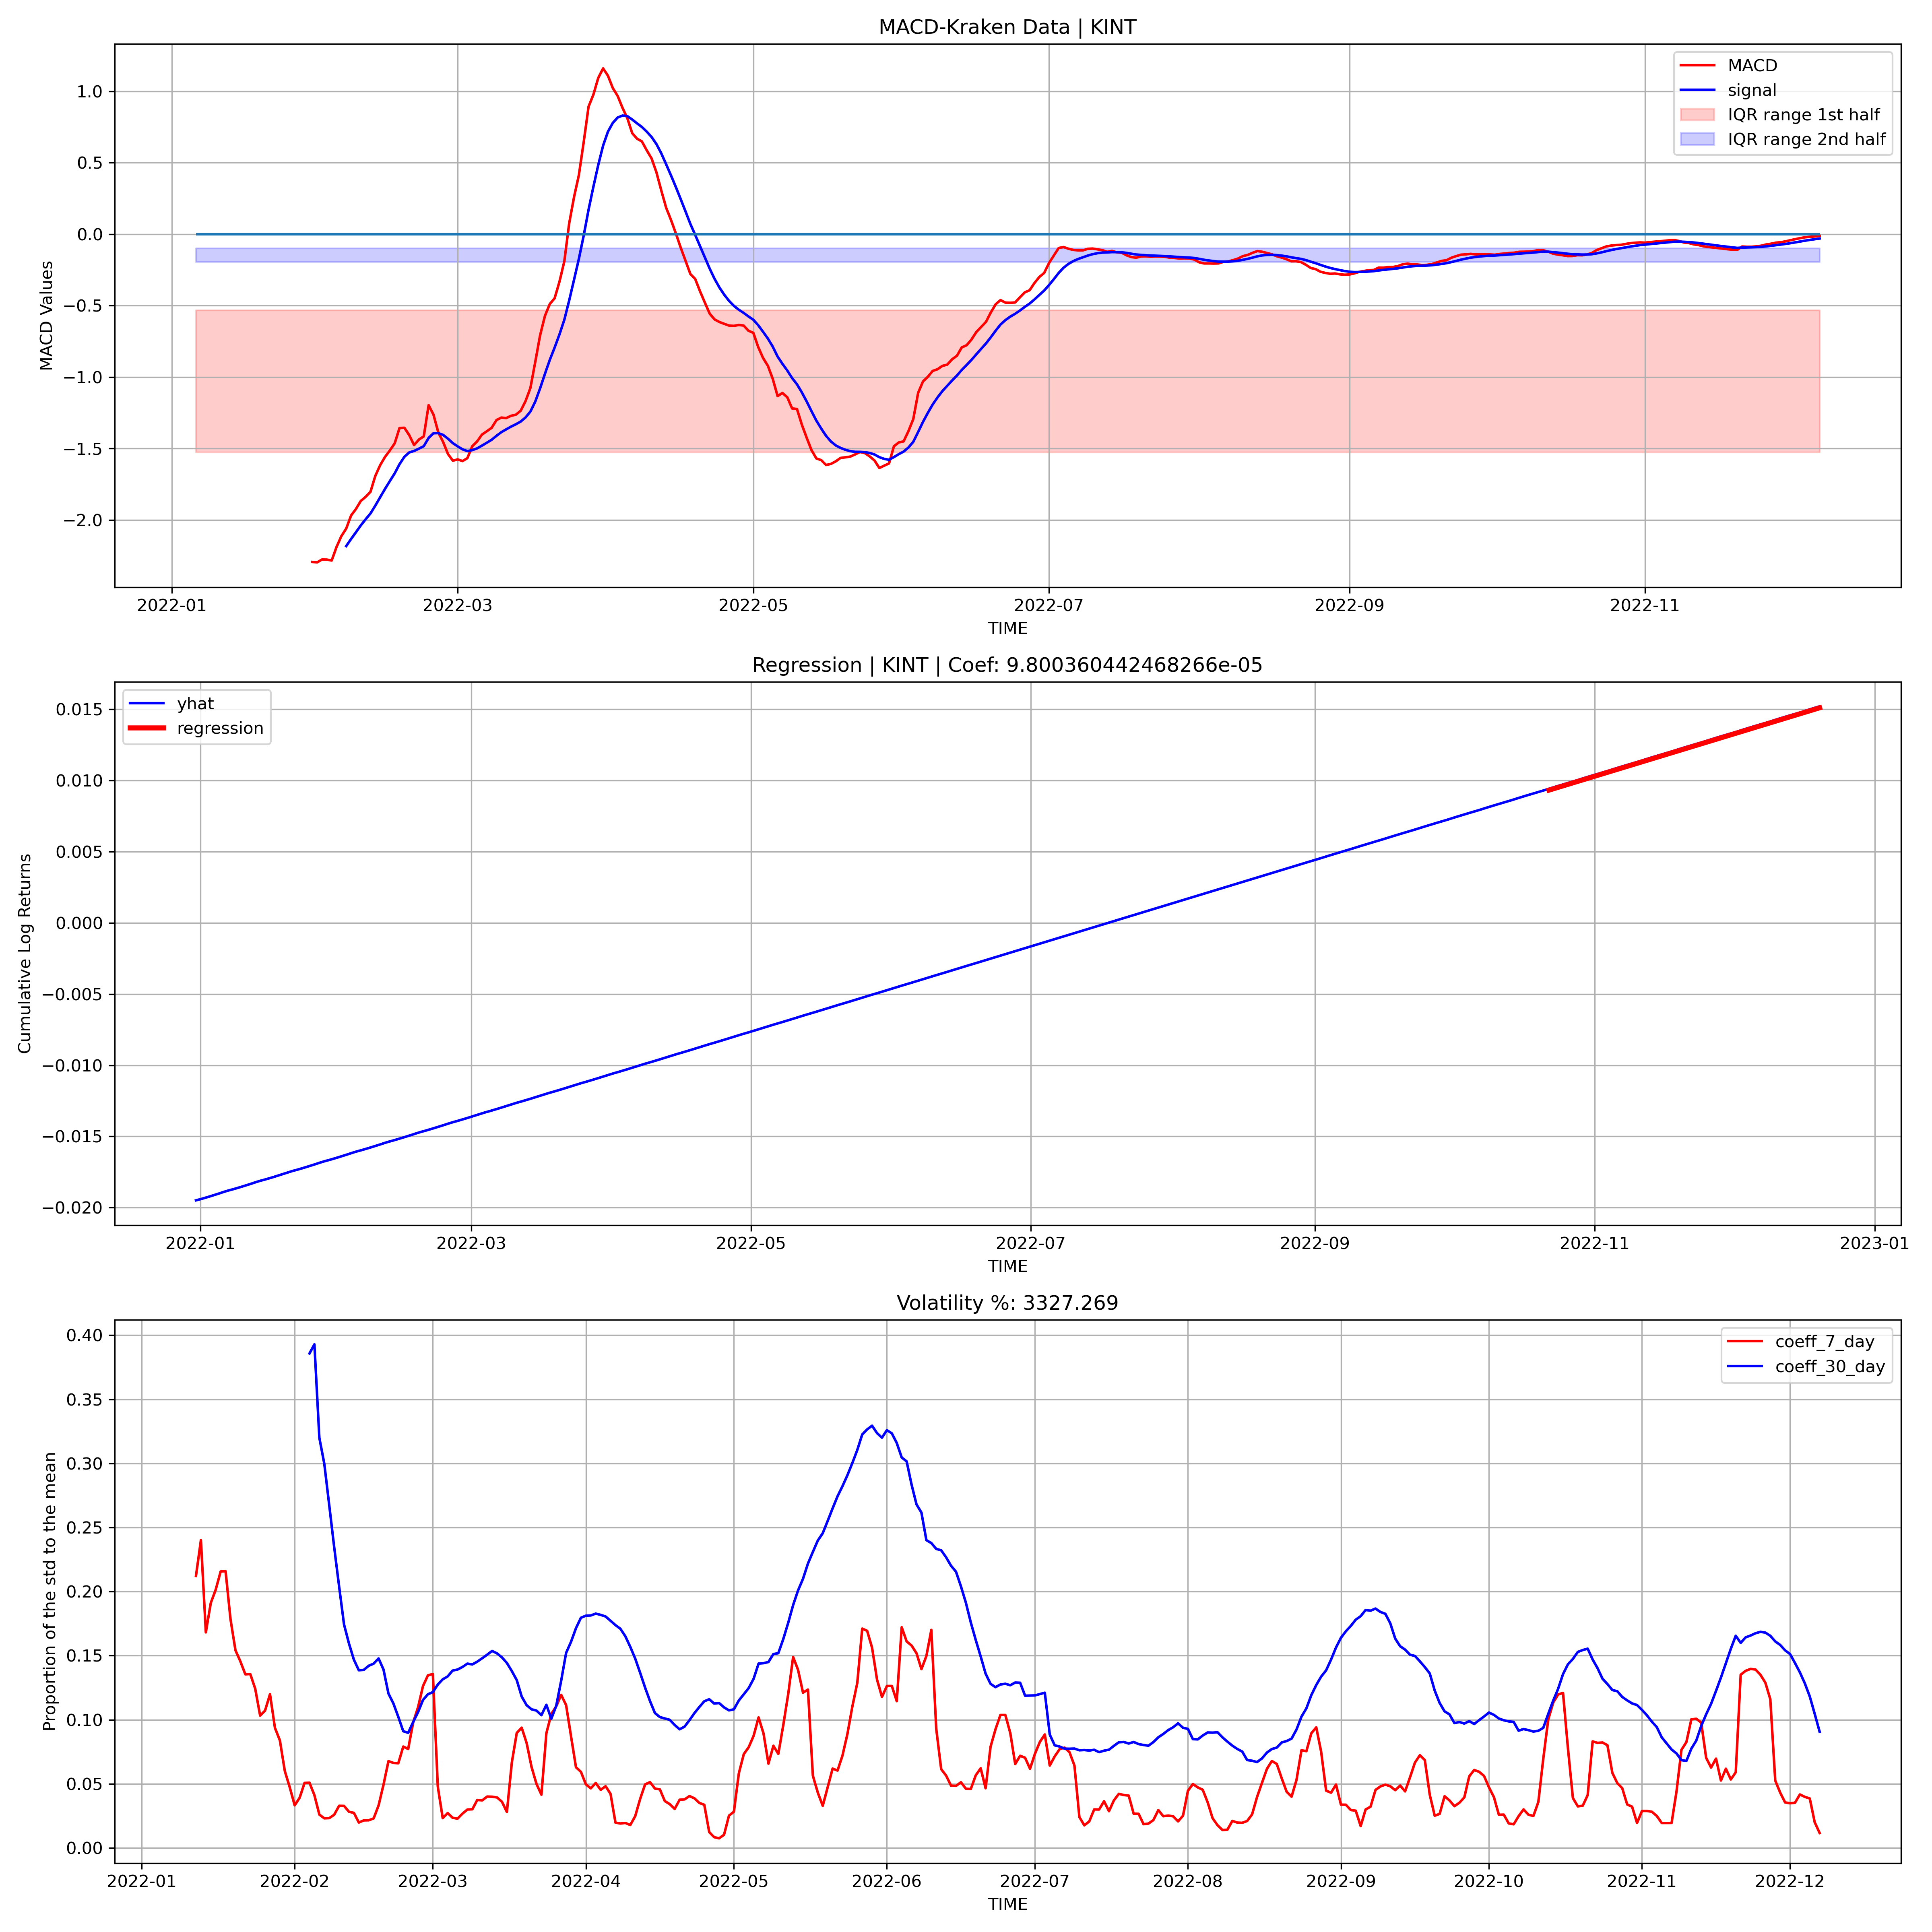 MACD-Kraken Data | KINT
MACD
signal
IQR range 1st half
IQR range 2nd half
MACD Values
1.0
0.5
0.0
−0.5
−1.0
−1.5
−2.0
2022-01 2022-03 2022-05 2022-07 2022-09 2022-11
TIME
Regression | KINT | Coef: 9.800360442468266e-05
yhat
regression
Cumulative Log Returns
0.015
0.010
0.005
0.000
−0.005
−0.010
−0.015
−0.020
2022-01 2022-03 2022-05 2022-07 2022-09 2022-11 2023-01
TIME
Volatility %: 3327.269
coeff_7_day
coeff_30_day
Proportion of the std to the mean
0.40
0.35
0.30
0.25
0.20
0.15
0.10
0.05
0.00
2022-01 2022-02 2022-03 2022-04 2022-05 2022-06 2022-07 2022-08 2022-09 2022-10 2022-11 2022-12
TIME